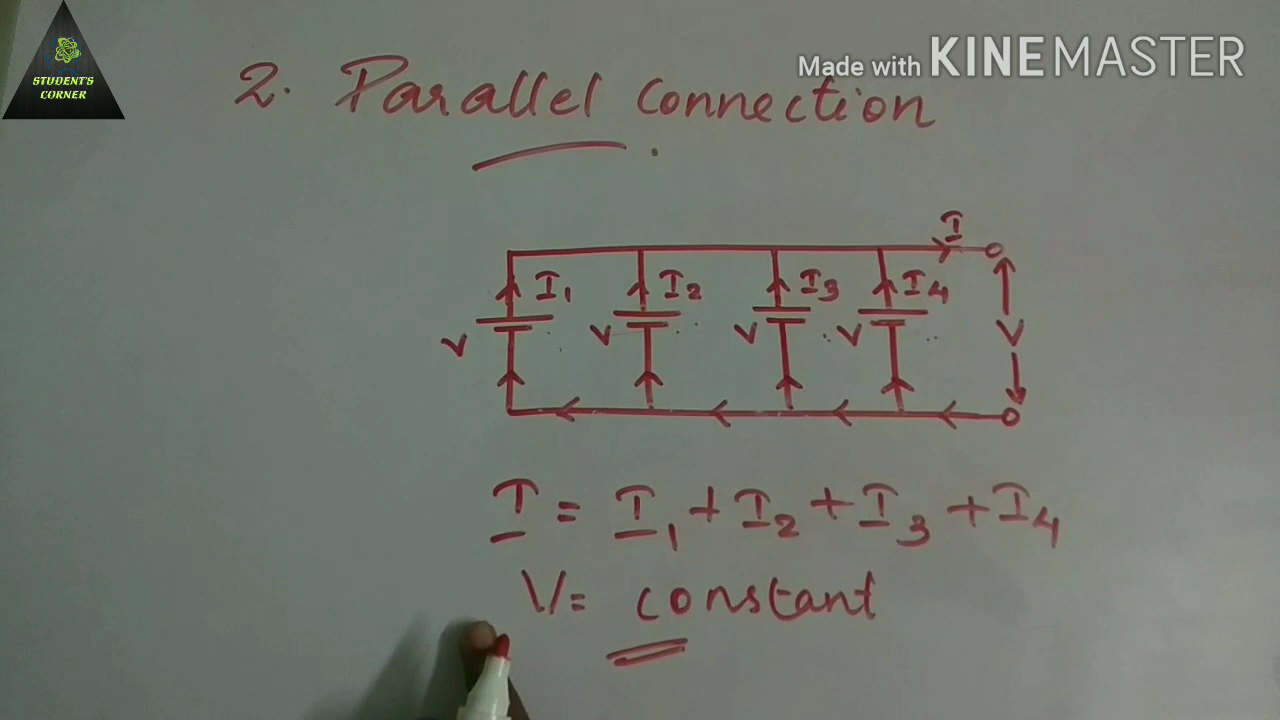 STUDENT'S
CORNER
Made with KINEMASTER
2. Parallel Connection
I
I1 I2 I3 I4
V V V V V
I = I1 + I2 + I3 + I4
V = constant